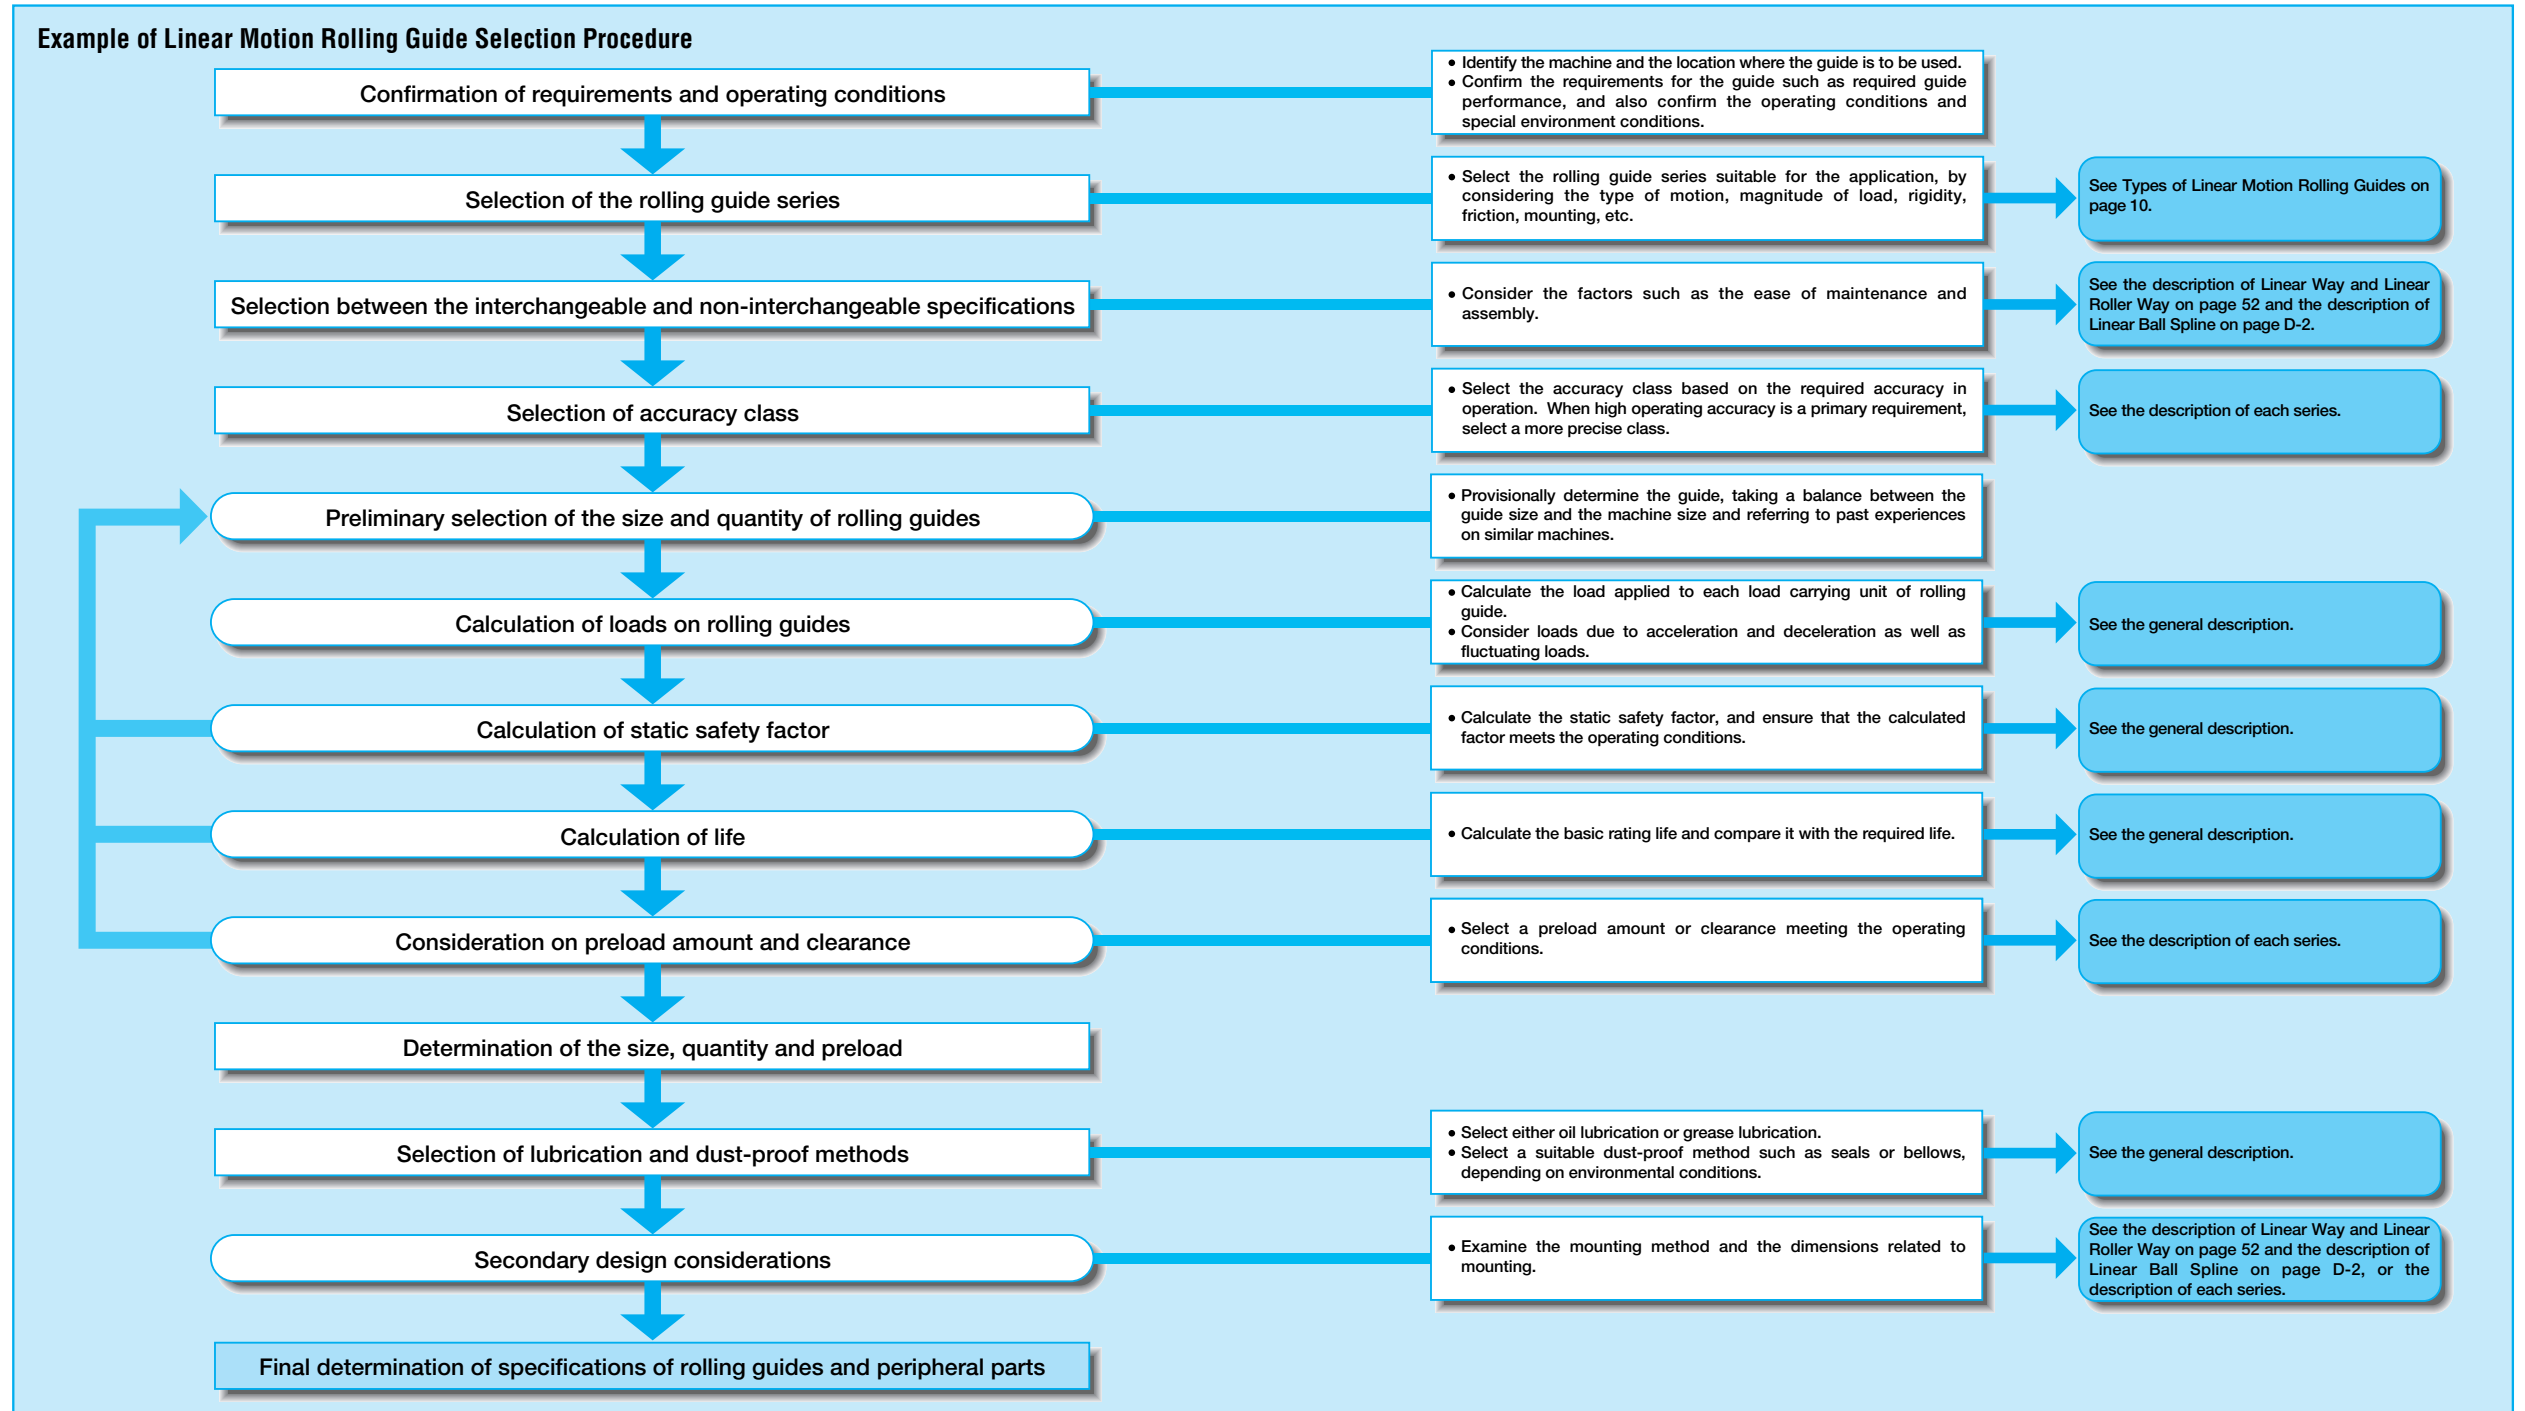 Example of Linear Motion Rolling Guide Selection Procedure
Confirmation of requirements and operating conditions
• Identify the machine and the location where the guide is to be used.
• Confirm the requirements for the guide such as required guide
performance, and also confirm the operating conditions and
special environment conditions.
Selection of the rolling guide series
• Select the rolling guide series suitable for the application, by
considering the type of motion, magnitude of load, rigidity,
friction, mounting, etc.
See Types of Linear Motion Rolling Guides on
page 10.
Selection between the interchangeable and non-interchangeable specifications
• Consider the factors such as the ease of maintenance and
assembly.
See the description of Linear Way and Linear
Roller Way on page 52 and the description of
Linear Ball Spline on page D-2.
Selection of accuracy class
• Select the accuracy class based on the required accuracy in
operation. When high operating accuracy is a primary requirement,
select a more precise class.
See the description of each series.
Preliminary selection of the size and quantity of rolling guides
• Provisionally determine the guide, taking a balance between the
guide size and the machine size and referring to past experiences
on similar machines.
Calculation of loads on rolling guides
• Calculate the load applied to each load carrying unit of rolling
guide.
• Consider loads due to acceleration and deceleration as well as
fluctuating loads.
See the general description.
Calculation of static safety factor
• Calculate the static safety factor, and ensure that the calculated
factor meets the operating conditions.
See the general description.
Calculation of life
• Calculate the basic rating life and compare it with the required life.
See the general description.
Consideration on preload amount and clearance
• Select a preload amount or clearance meeting the operating
conditions.
See the description of each series.
Determination of the size, quantity and preload
Selection of lubrication and dust-proof methods
• Select either oil lubrication or grease lubrication.
• Select a suitable dust-proof method such as seals or bellows,
depending on environmental conditions.
See the general description.
Secondary design considerations
• Examine the mounting method and the dimensions related to
mounting.
See the description of Linear Way and Linear
Roller Way on page 52 and the description of
Linear Ball Spline on page D-2, or the
description of each series.
Final determination of specifications of rolling guides and peripheral parts